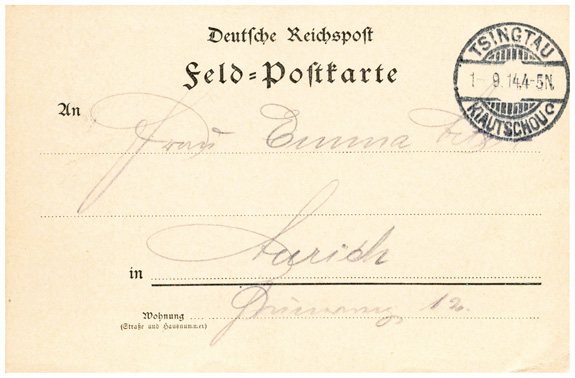 Deutsche Reichspost
Feld=Postkarte
TSINGTAU
1- 9.14.4-5N.
KIAUTSCHOU c
An Frau Emma
in Aurich
Wohnung 12.
(Straße und Hausnummer)